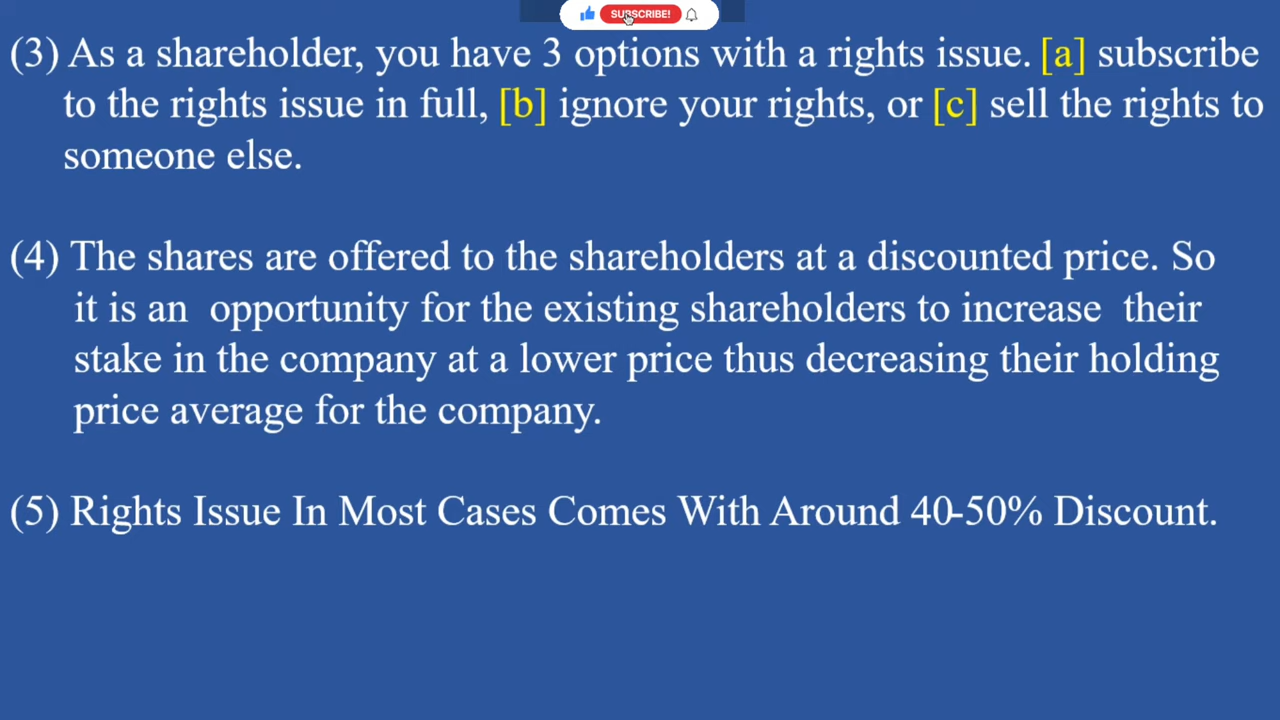 SUBSCRIBE!
(3) As a shareholder, you have 3 options with a rights issue. [a] subscribe
to the rights issue in full, [b] ignore your rights, or [c] sell the rights to
someone else.
(4) The shares are offered to the shareholders at a discounted price. So
it is an opportunity for the existing shareholders to increase their
stake in the company at a lower price thus decreasing their holding
price average for the company.
(5) Rights Issue In Most Cases Comes With Around 40-50% Discount.